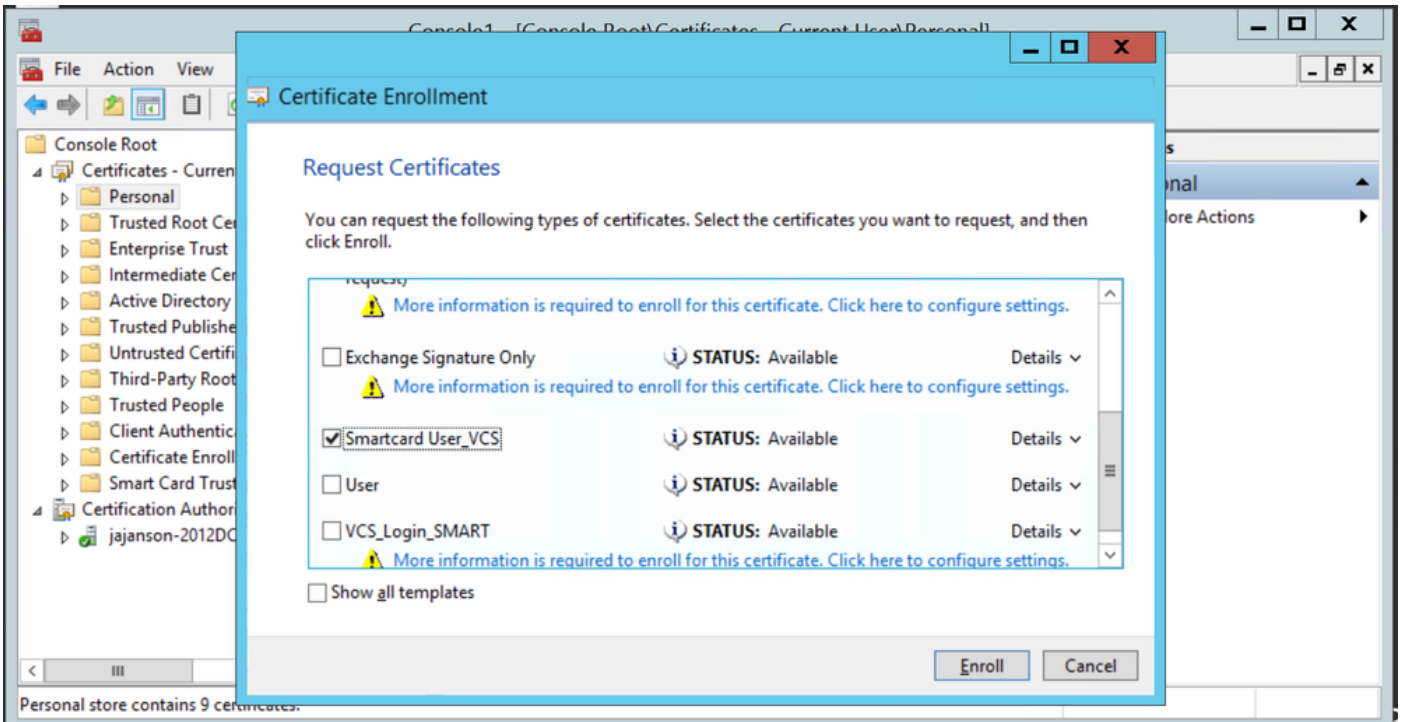 Console1 - [Console Root\Certificates - Current User\Personal]
File Action View
Certificate Enrollment
Console Root
Certificates - Curren
Personal
Trusted Root Cer
Enterprise Trust
Intermediate Cer
Active Directory
Trusted Publishe
Untrusted Certifi
Third-Party Root
Trusted People
Client Authentic
Certificate Enroll
Smart Card Trust
Certification Authori
jajanson-2012DC
Request Certificates
You can request the following types of certificates. Select the certificates you want to request, and then
click Enroll.
request)
More information is required to enroll for this certificate. Click here to configure settings.
Exchange Signature Only STATUS: Available Details
More information is required to enroll for this certificate. Click here to configure settings.
Smartcard User_VCS STATUS: Available Details
User STATUS: Available Details
VCS_Login_SMART STATUS: Available Details
More information is required to enroll for this certificate. Click here to configure settings.
Show all templates
Enroll Cancel
s
onal
lore Actions
Personal store contains 9 certificates.